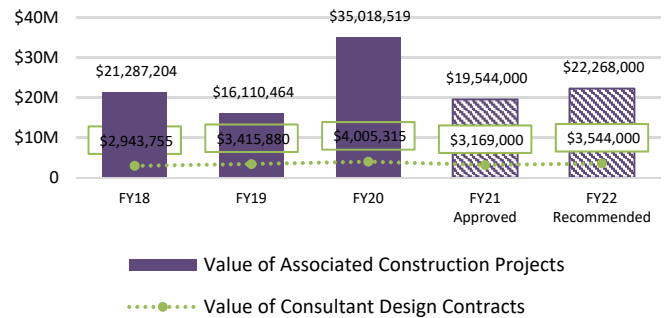 $40M
$35,018,519
$30M
$21,287,204
$22,268,000
$19,544,000
$16,110,464
$20M
$10M
$2,943,755
$3,415,880
$4,005,315
$3,169,000
$3,544,000
0
FY18
FY19
FY20
FY21
Approved
FY22
Recommended
Value of Associated Construction Projects
Value of Consultant Design Contracts